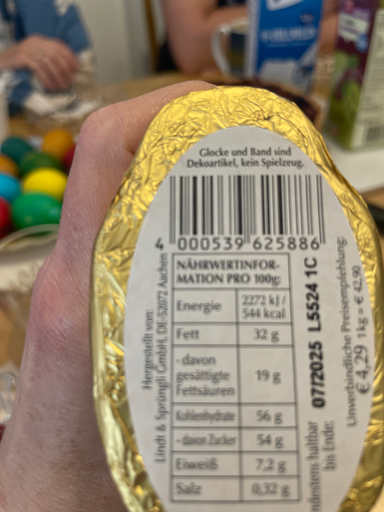 Glocke und Band sind
Dekoartikel, kein Spielzeug.
4 000539 625886
NÄHRWERTINFOR-
MATION PRO 100g:
Energie 2272 kJ /
544 kcal
Fett 32 g
- davon
gesättigte
Fettsäuren 19 g
Kohlenhydrate 56 g
- davon Zucker 54 g
Eiweiß 7,2 g
Salz 0,32 g
Hergestellt von:
Lindt & Sprüngli GmbH, DE-52072 Aachen
haltbar
bis Ende:
07/2025 L5524 1C
Unverbindliche Preisempfehlung:
€ 4,29 1kg = € 42,90